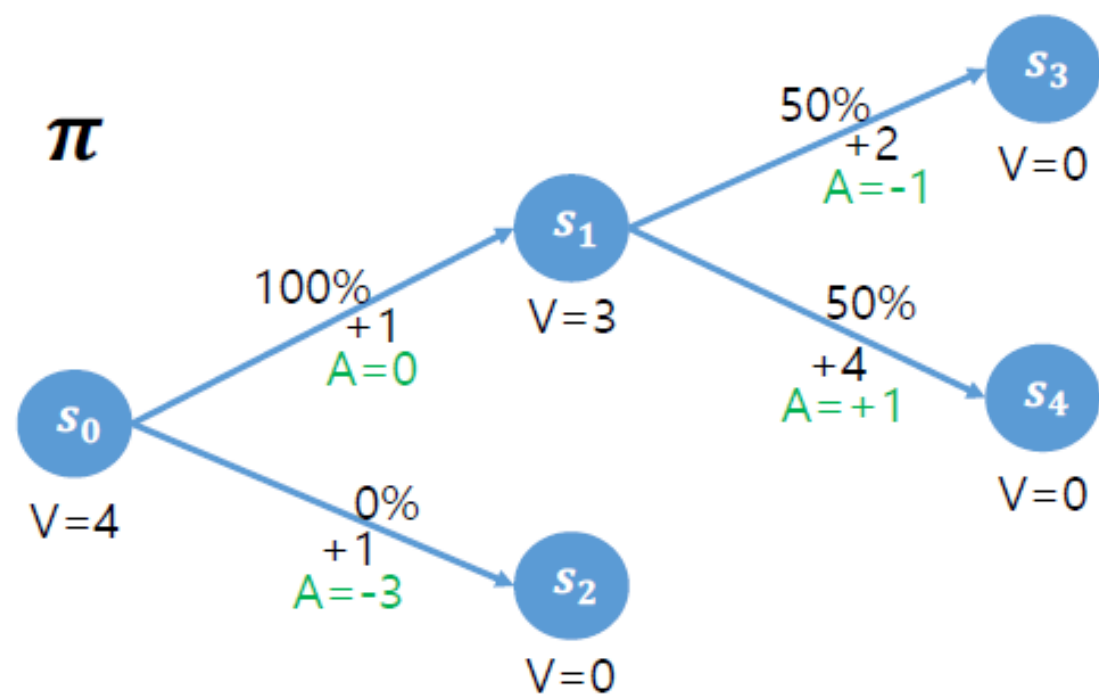 π
s₃
V=0
50%
+2
A=-1
s₁
V=3
100%
+1
A=0
50%
+4
A=+1
s₄
V=0
s₀
V=4
0%
+1
A=-3
s₂
V=0